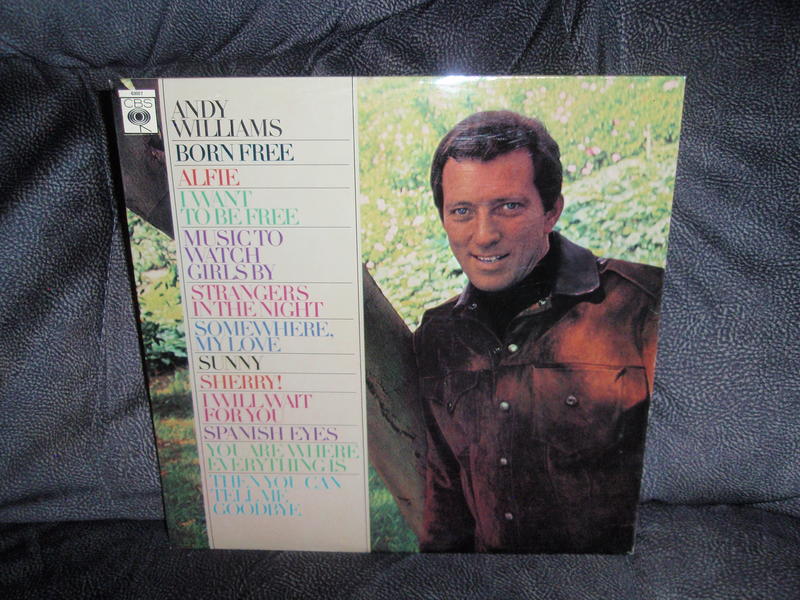 CBS
ANDY
WILLIAMS
BORN FREE
ALFIE
I WANT
TO BE FREE
MUSIC TO
WATCH
GIRLS BY
STRANGERS
IN THE NIGHT
SOMEWHERE,
MY LOVE
SUNNY
SHERRY!
I WILL WAIT
FOR YOU
SPANISH EYES
YOU ARE WHERE
EVERYTHING IS
THEN YOU CAN
TELL ME
GOODBYE